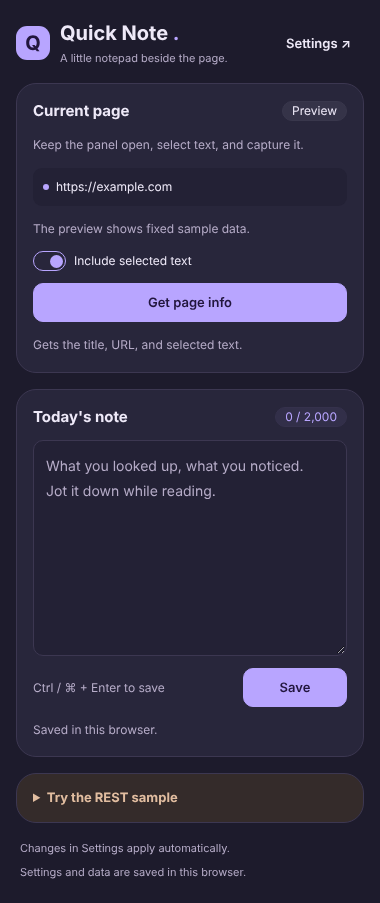 Q
Quick Note .
A little notepad beside the page.
Settings ↗
Current page
Preview
Keep the panel open, select text, and capture it.
https://example.com
The preview shows fixed sample data.
Include selected text
Get page info
Gets the title, URL, and selected text.
Today's note
0 / 2,000
What you looked up, what you noticed.
Jot it down while reading.
Ctrl / ⌘ + Enter to save
Save
Saved in this browser.
▶ Try the REST sample
Changes in Settings apply automatically.
Settings and data are saved in this browser.